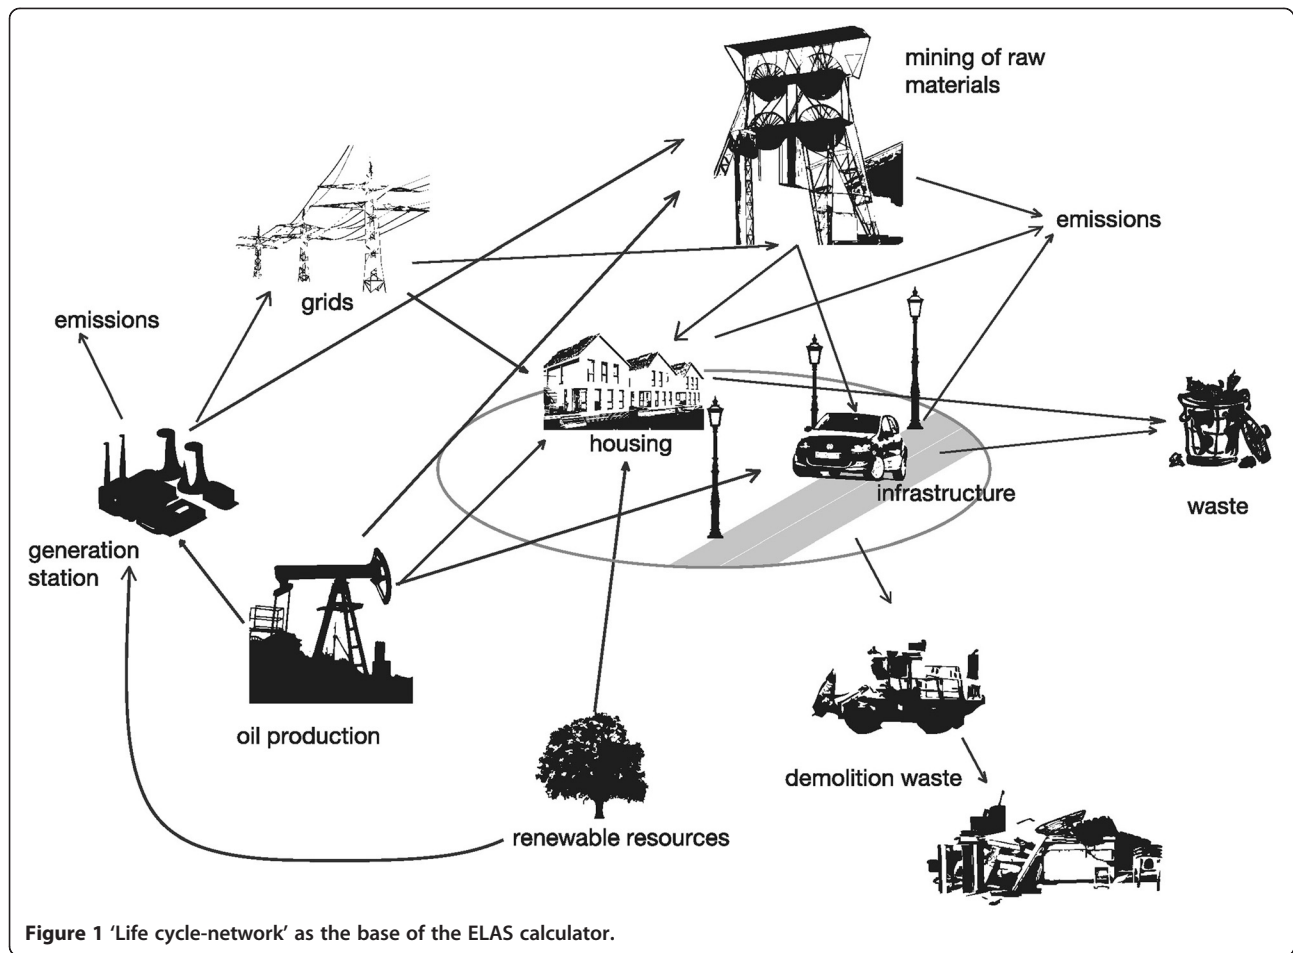 mining of raw
materials
emissions
grids
emissions
housing
infrastructure
waste
generation
station
oil production
demolition waste
renewable resources
Figure 1 ‘Life cycle-network’ as the base of the ELAS calculator.